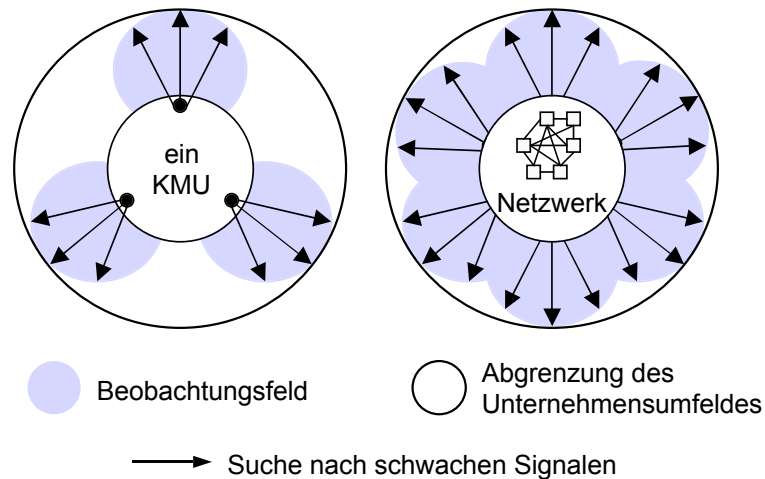 ein
KMU
Netzwerk
Beobachtungsfeld
Abgrenzung des
Unternehmensumfeldes
Suche nach schwachen Signalen